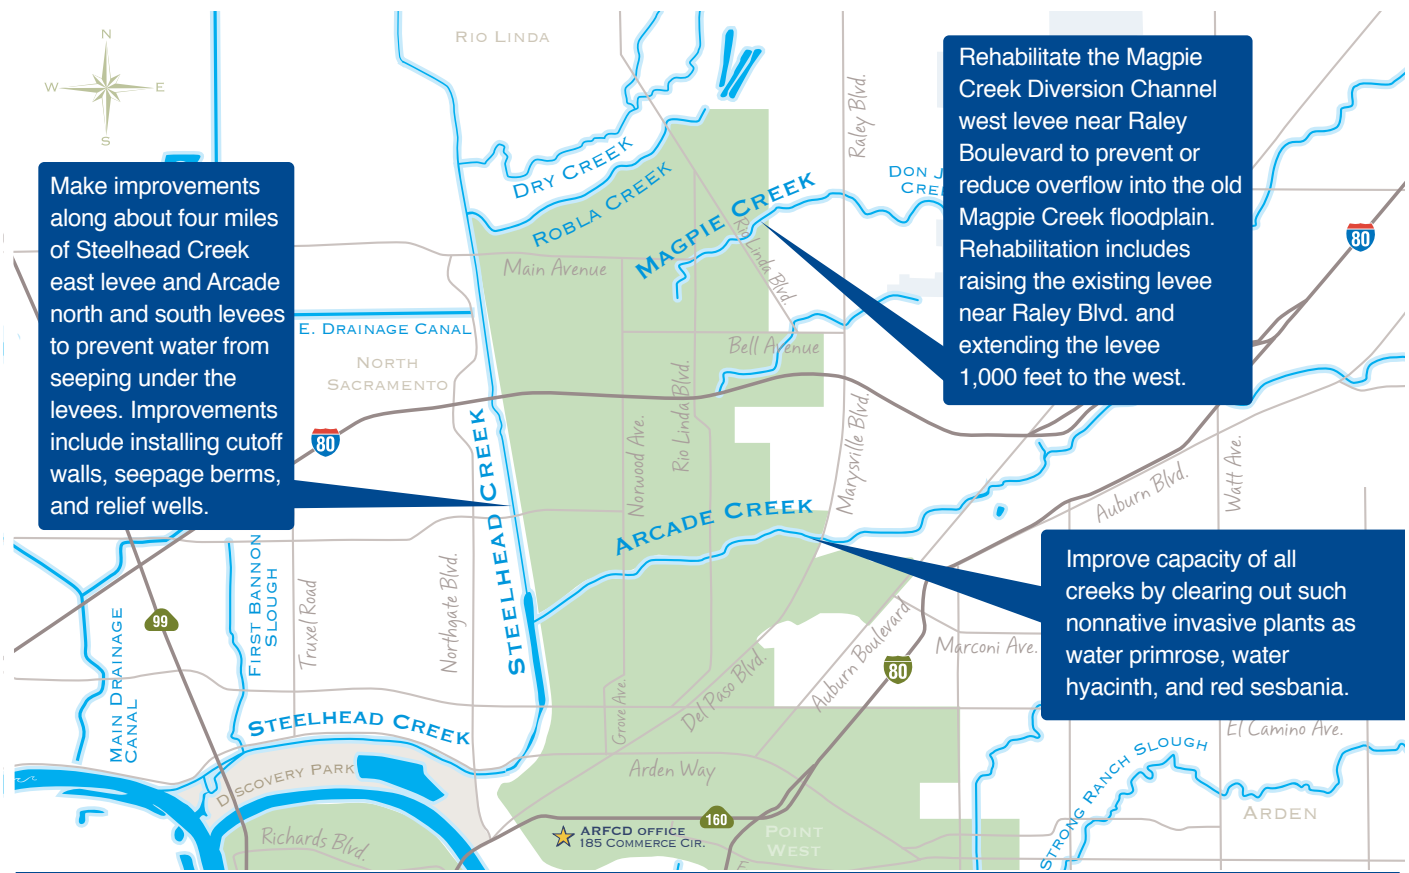 N
W E
S
RIO LINDA
Raley Blvd.
Rehabilitate the Magpie
Creek Diversion Channel
west levee near Raley
Boulevard to prevent or
reduce overflow into the old
Magpie Creek floodplain.
Rehabilitation includes
raising the existing levee
near Raley Blvd. and
extending the levee
1,000 feet to the west.
Make improvements
along about four miles
of Steelhead Creek
east levee and Arcade
north and south levees
to prevent water from
seeping under the
levees. Improvements
include installing cutoff
walls, seepage berms,
and relief wells.
DRY CREEK
ROBLA CREEK
MAGPIE CREEK
DON J
CREE
Rio Linda Blvd.
Main Avenue
80
E. DRAINAGE CANAL
NORTH
SACRAMENTO
Bell Avenue
80
STEELHEAD CREEK
Norwood Ave.
Rio Linda Blvd.
Marysville Blvd.
Watt Ave.
Auburn Blvd.
ARCADE CREEK
Improve capacity of all
creeks by clearing out such
nonnative invasive plants as
water primrose, water
hyacinth, and red sesbania.
FIRST BANNON
SLOUGH
Truxel Road
Northgate Blvd.
99
MAIN DRAINAGE
CANAL
Marconi Ave.
Auburn Boulevard
80
Del Paso Blvd.
Grove Ave.
STEELHEAD CREEK
El Camino Ave.
STRONG RANCH SLOUGH
DISCOVERY PARK
Arden Way
ARDEN
160
ARFCD OFFICE
185 COMMERCE CIR.
POINT
WEST
Richards Blvd.